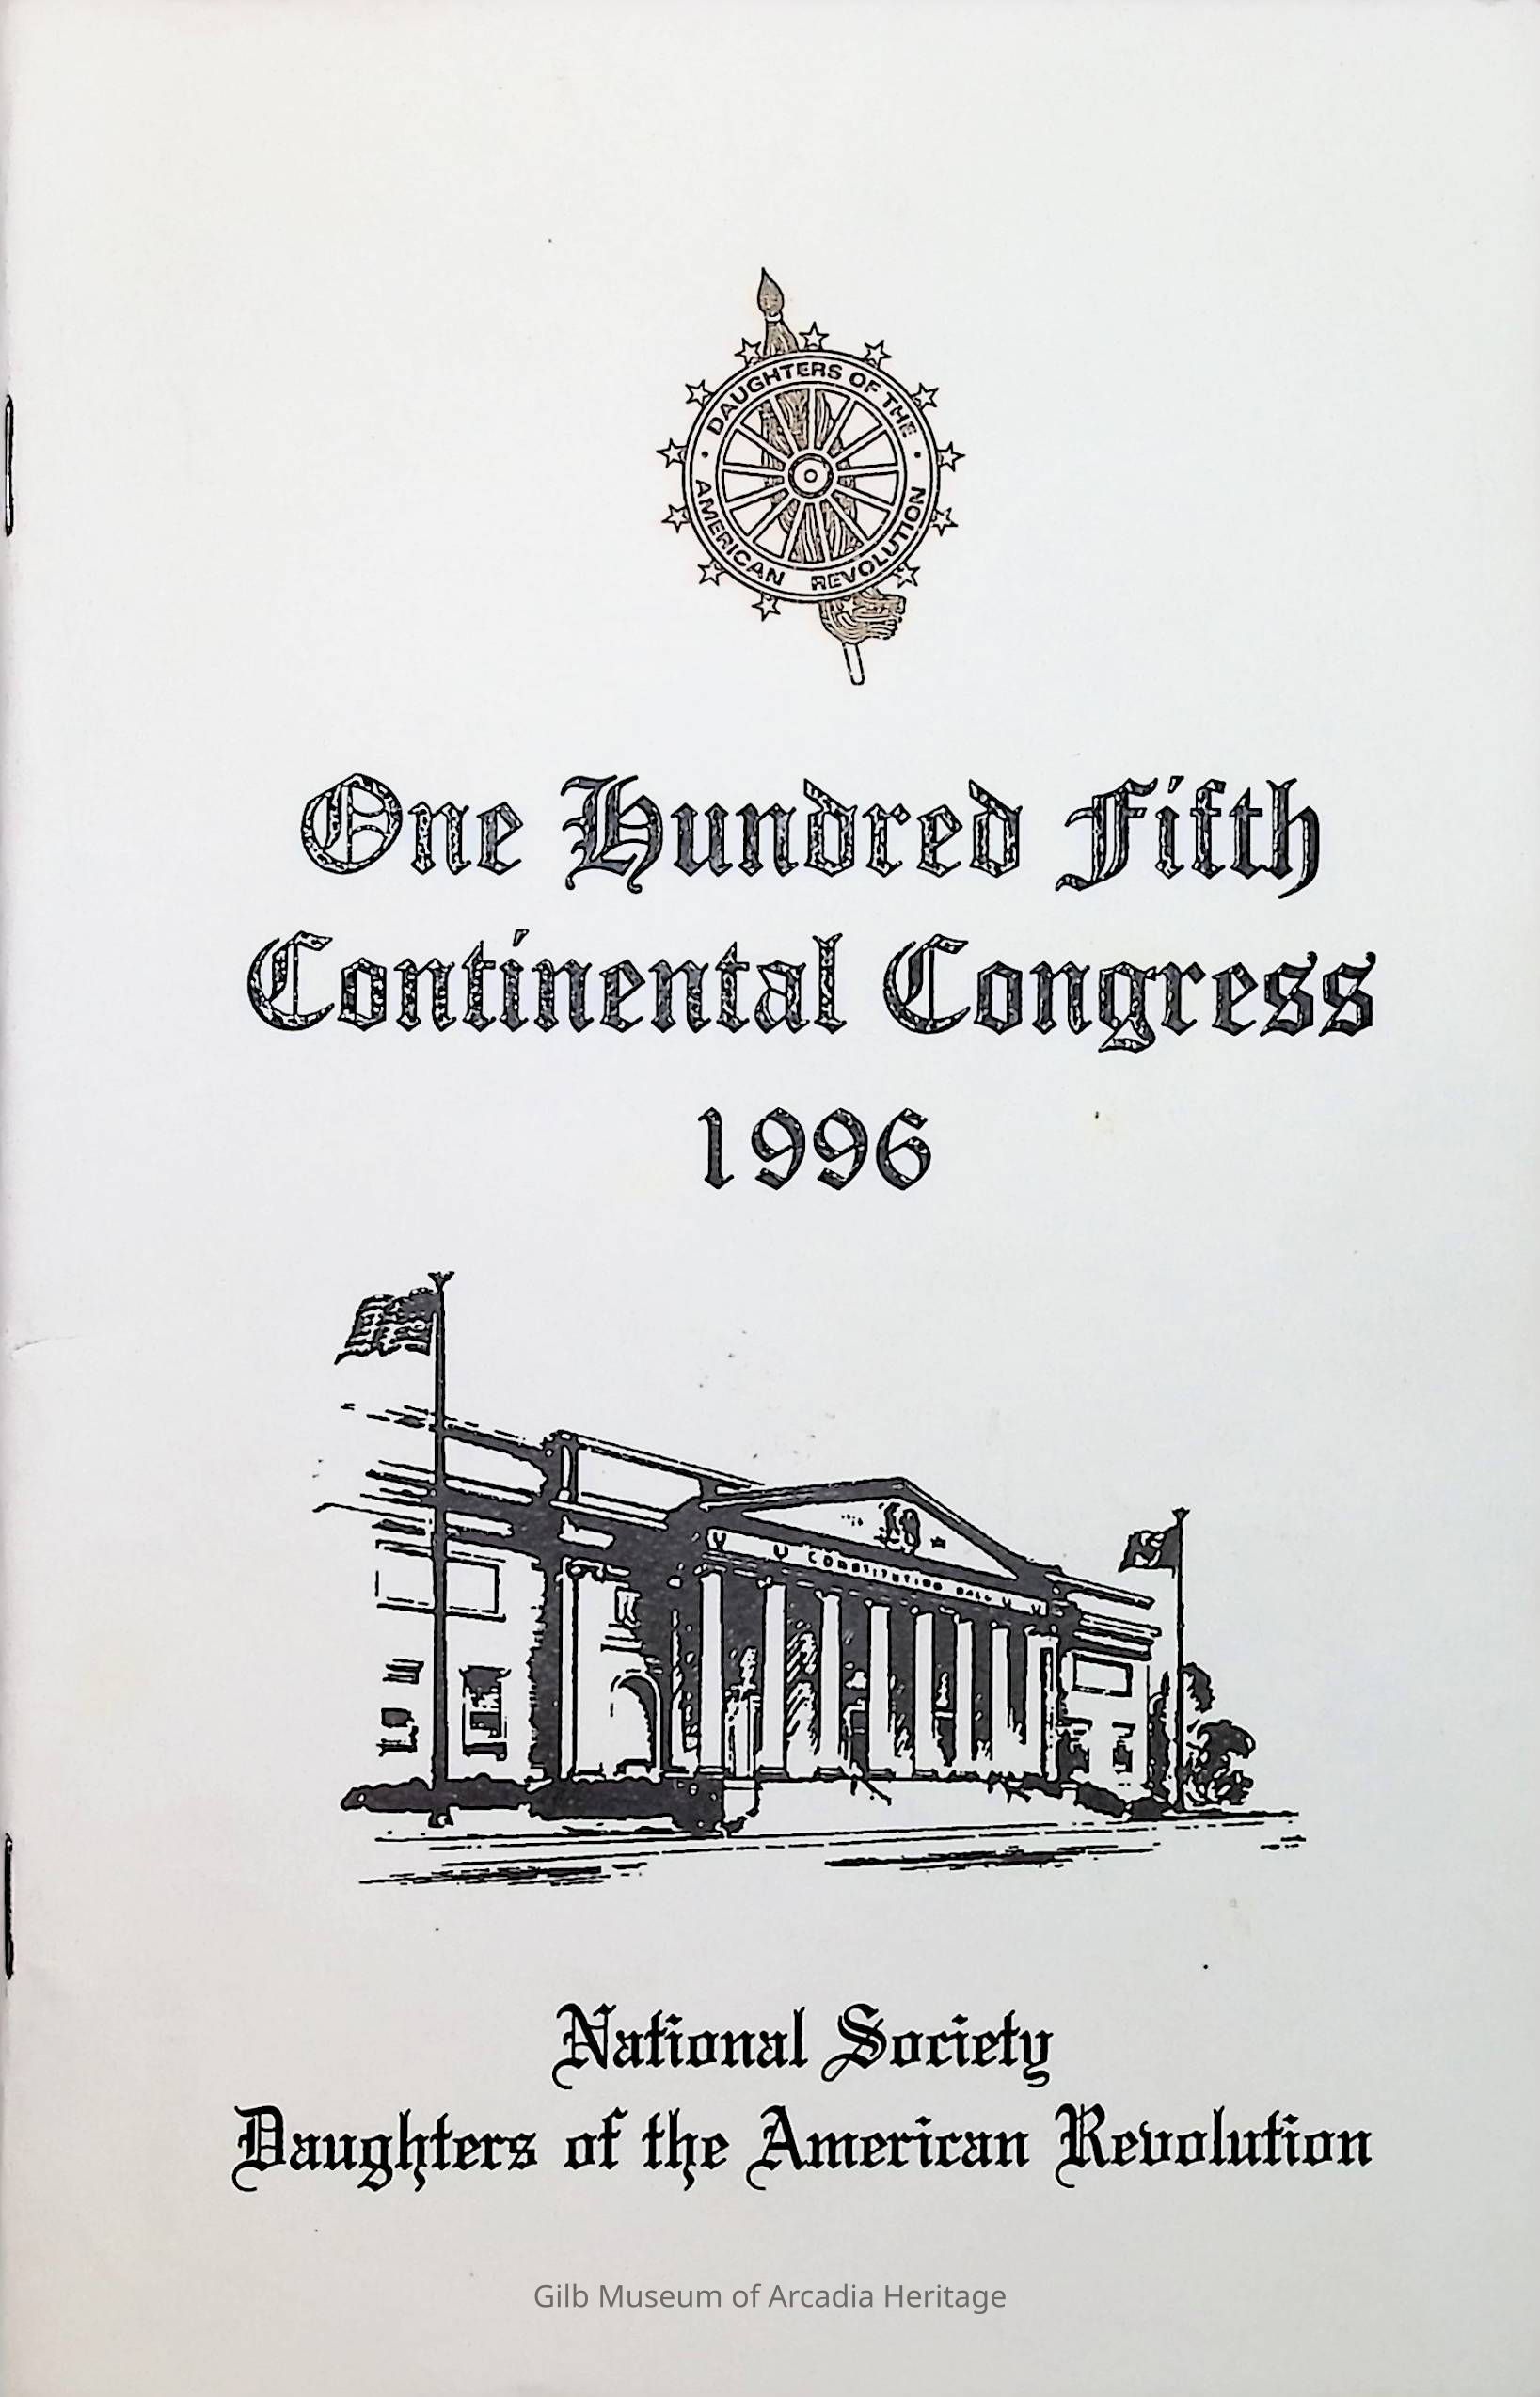 DAUGHTERS OF THE
AMERICAN REVOLUTION
One Hundred Fifth
Continental Congress
1996
CONSTITUTION HALL
National Society
Daughters of the American Revolution
Gilb Museum of Arcadia Heritage